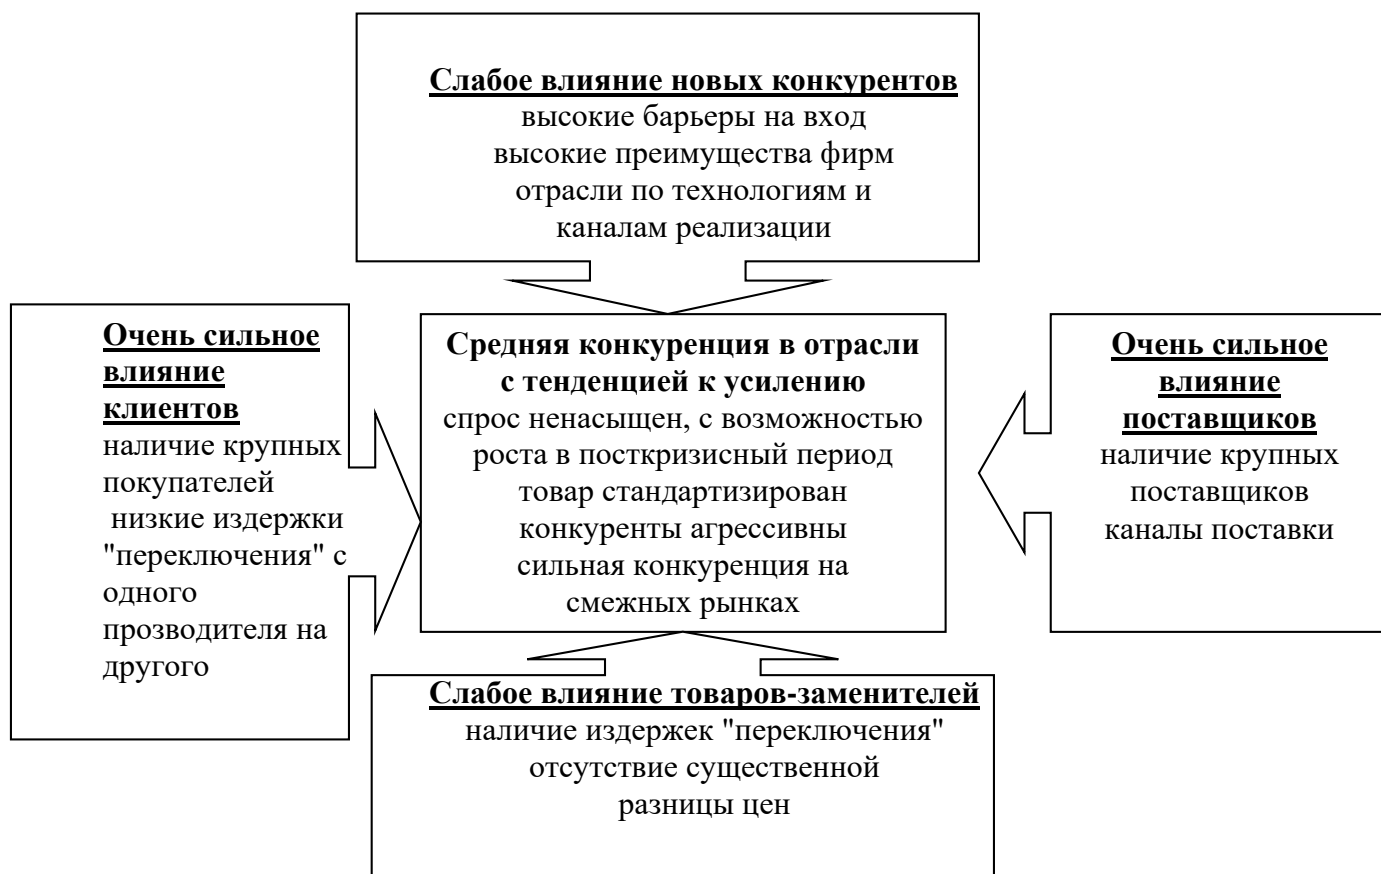 Слабое влияние новых конкурентов
высокие барьеры на вход
высокие преимущества фирм
отрасли по технологиям и
каналам реализации
Очень сильное
влияние
клиентов
наличие крупных
покупателей
низкие издержки
"переключения" с
одного
прозводителя на
другого
Средняя конкуренция в отрасли
с тенденцией к усилению
спрос ненасыщен, с возможностью
роста в посткризисный период
товар стандартизирован
конкуренты агрессивны
сильная конкуренция на
смежных рынках
Очень сильное
влияние
поставщиков
наличие крупных
поставщиков
каналы поставки
Слабое влияние товаров-заменителей
наличие издержек "переключения"
отсутствие существенной
разницы цен